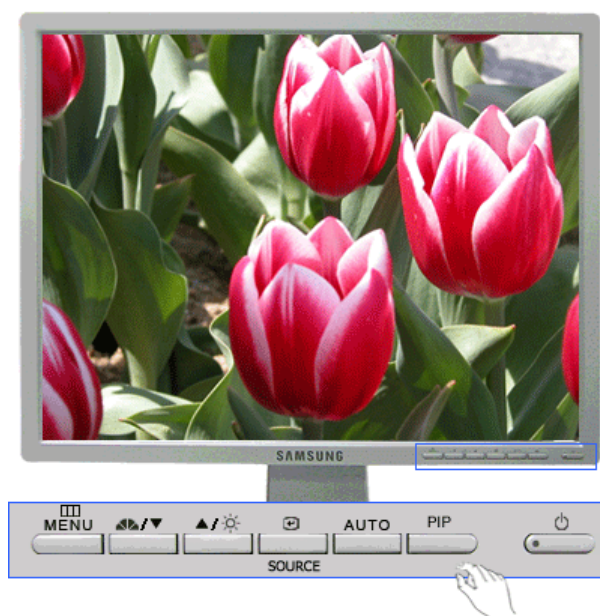 SAMSUNG
MENU / ▼ ▲ / AUTO PIP
SOURCE